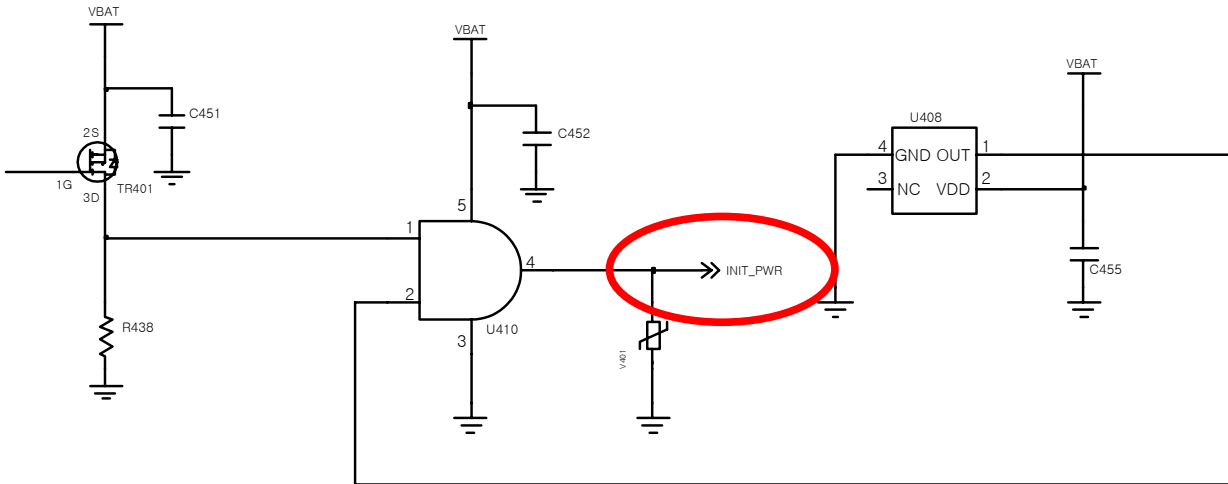 VBAT
C451
2S
1G
TR401
3D
R438
VBAT
C452
5
1
4
2
U410
3
INIT_PWR
V401
VBAT
U408
4
GND OUT
1
3
NC
VDD
2
C455